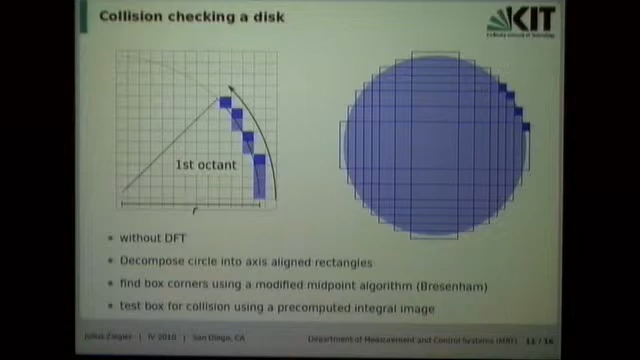 Collision checking a disk
KIT
1st octant
r
without DFT
Decompose circle into axis aligned rectangles
find box corners using a modified midpoint algorithm (Bresenham)
test box for collision using a precomputed integral image
Julius Ziegler | IV 2010 | San Diego, CA
Department of Measurement and Control Systems (MRT) 11 / 16